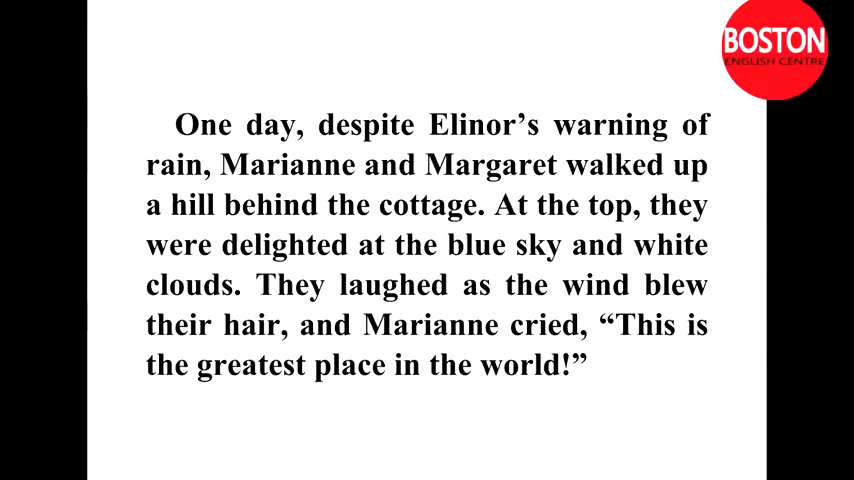 BOSTON
ENGLISH CENTRE
One day, despite Elinor’s warning of
rain, Marianne and Margaret walked up
a hill behind the cottage. At the top, they
were delighted at the blue sky and white
clouds. They laughed as the wind blew
their hair, and Marianne cried, “This is
the greatest place in the world!”